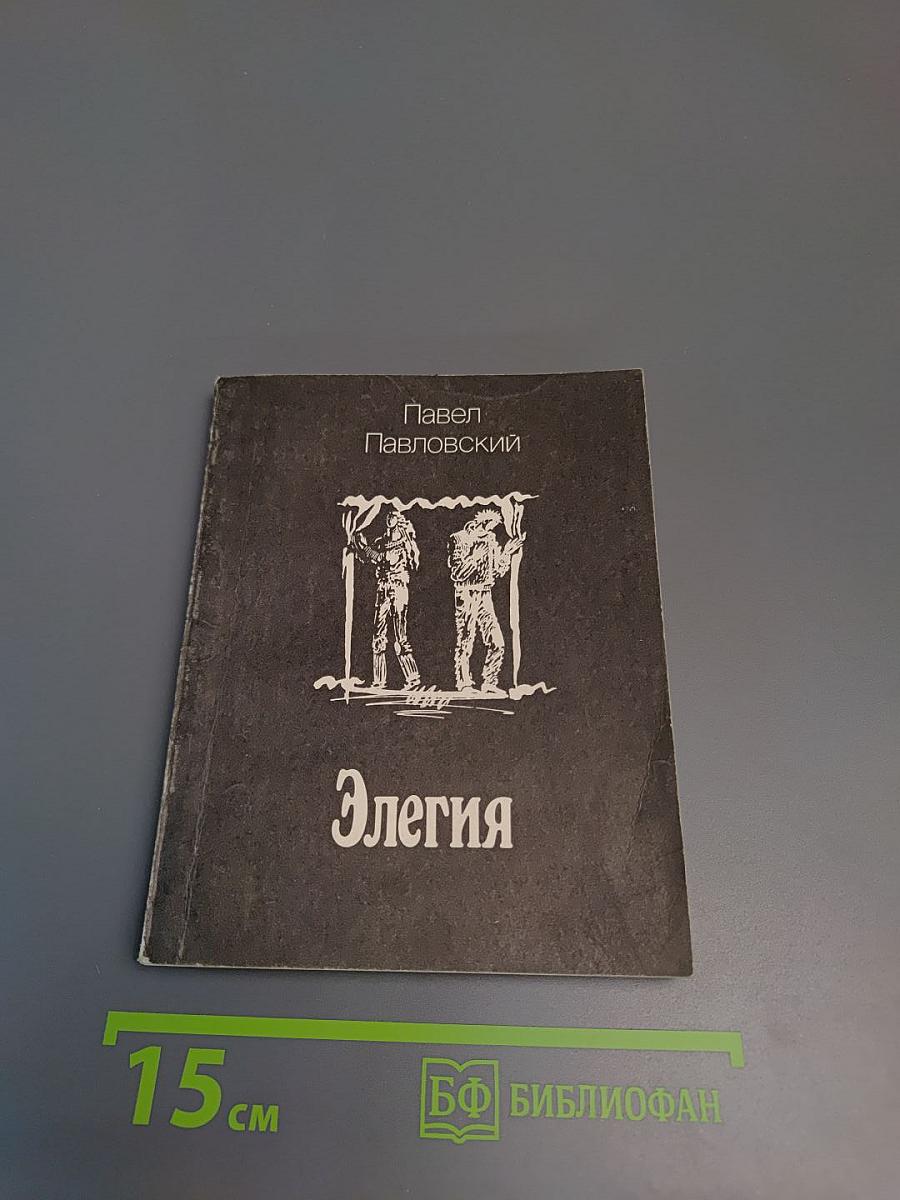 Павел
Павловский
Элегия
15 см
БФ БИБЛИОФАН